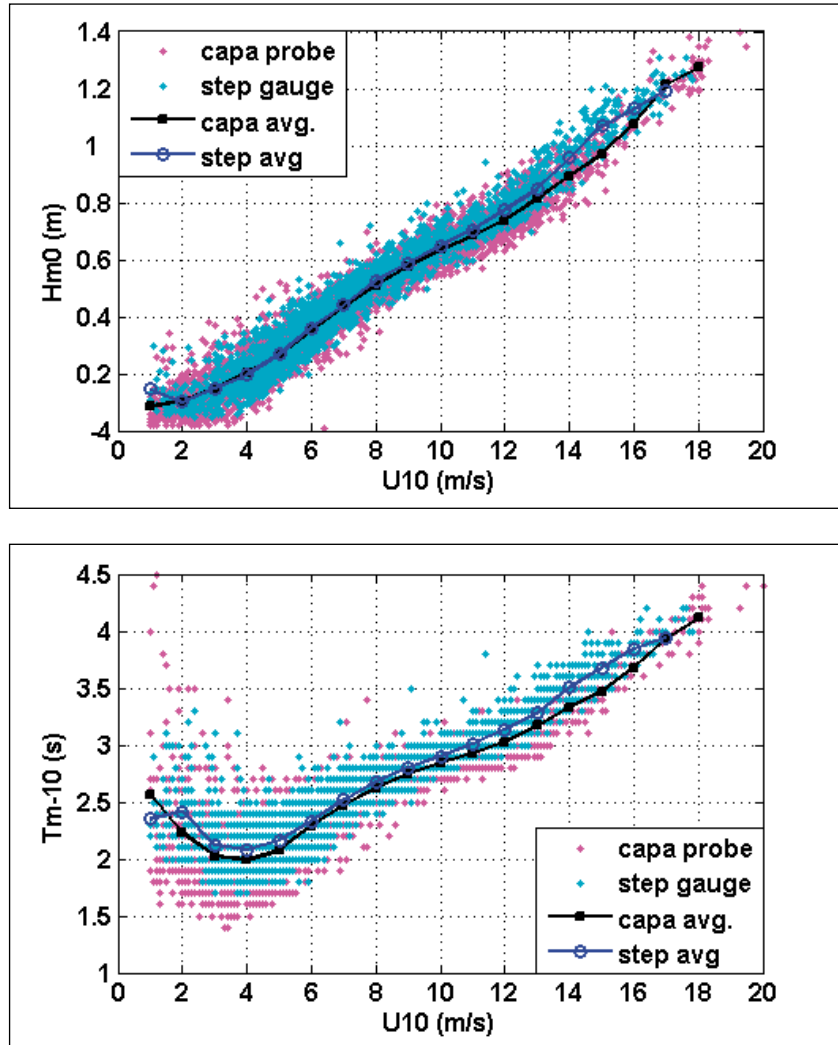 1.4
1.2
1
0.8
0.6
0.4
0.2
-4
Hm0 (m)
capa probe
step gauge
capa avg.
step avg
0 2 4 6 8 10 12 14 16 18 20
U10 (m/s)
4.5
4
3.5
3
2.5
2
1.5
1
Tm-10 (s)
capa probe
step gauge
capa avg.
step avg
0 2 4 6 8 10 12 14 16 18 20
U10 (m/s)